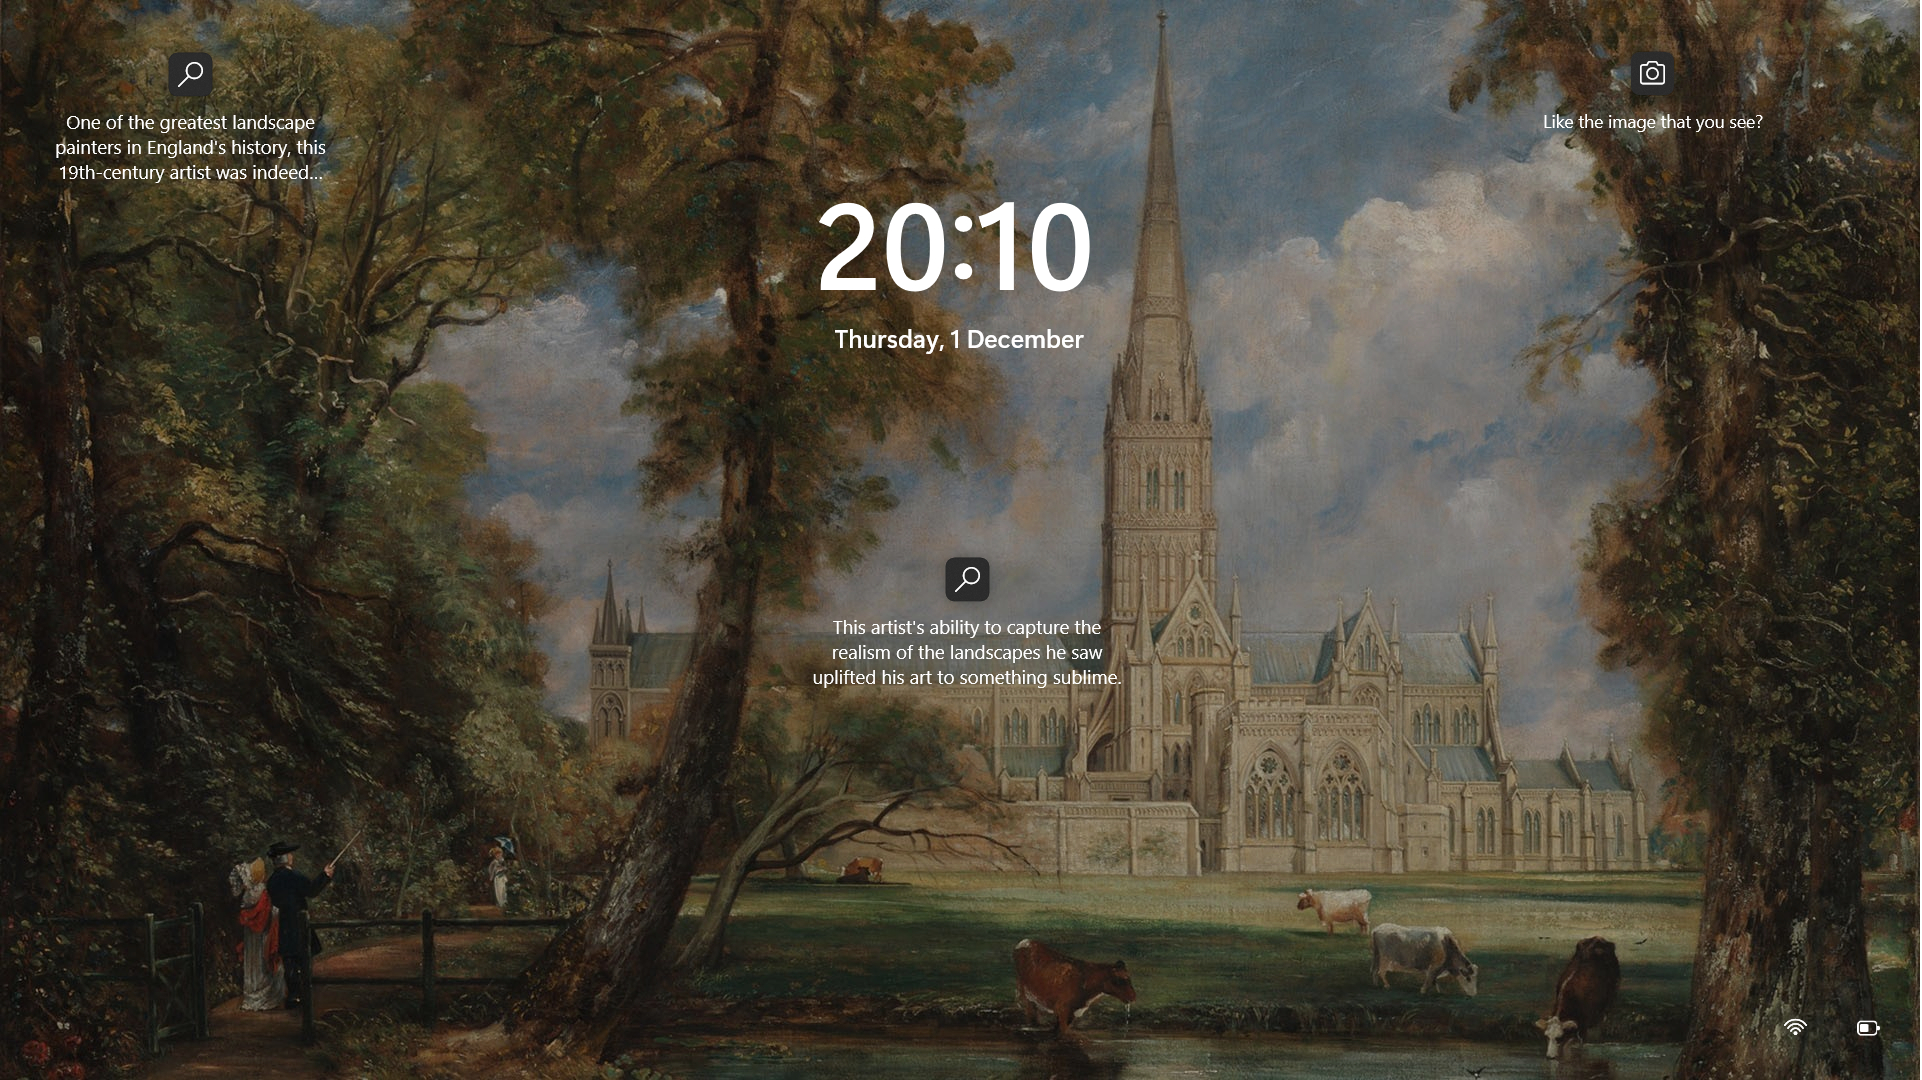 One of the greatest landscape
painters in England's history, this
19th-century artist was indeed...
Like the image that you see?
20:10
Thursday, 1 December
This artist's ability to capture the
realism of the landscapes he saw
uplifted his art to something sublime.